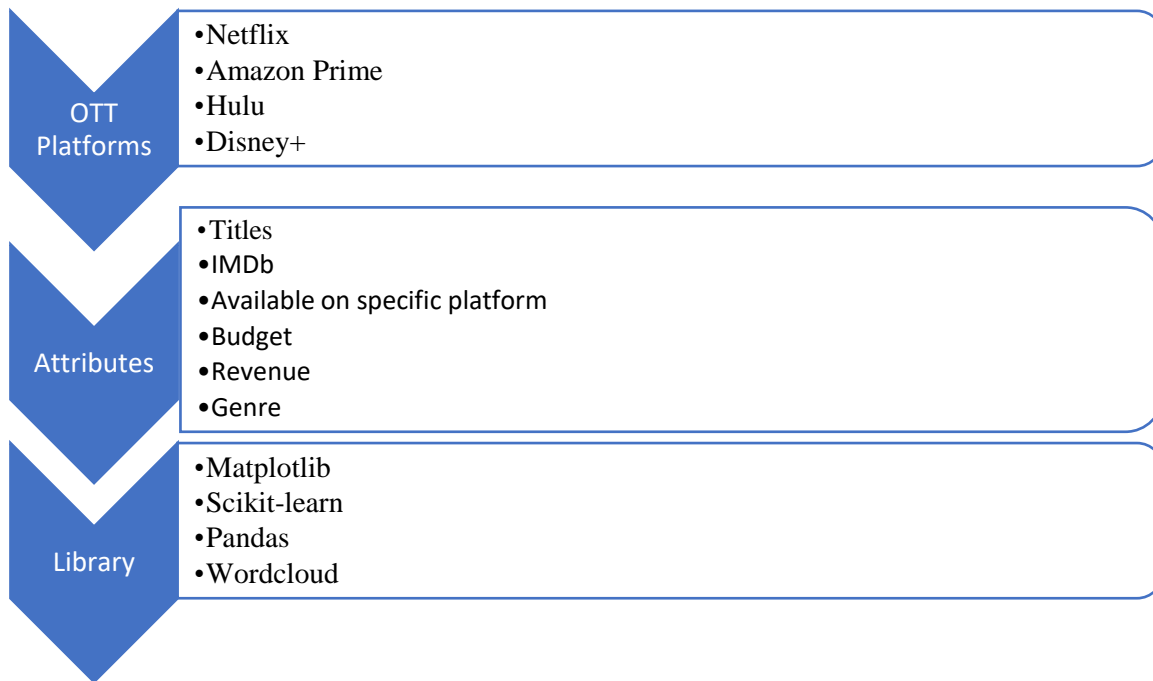 OTT
Platforms
•Netflix
•Amazon Prime
•Hulu
•Disney+
Attributes
•Titles
•IMDb
•Available on specific platform
•Budget
•Revenue
•Genre
Library
•Matplotlib
•Scikit-learn
•Pandas
•Wordcloud